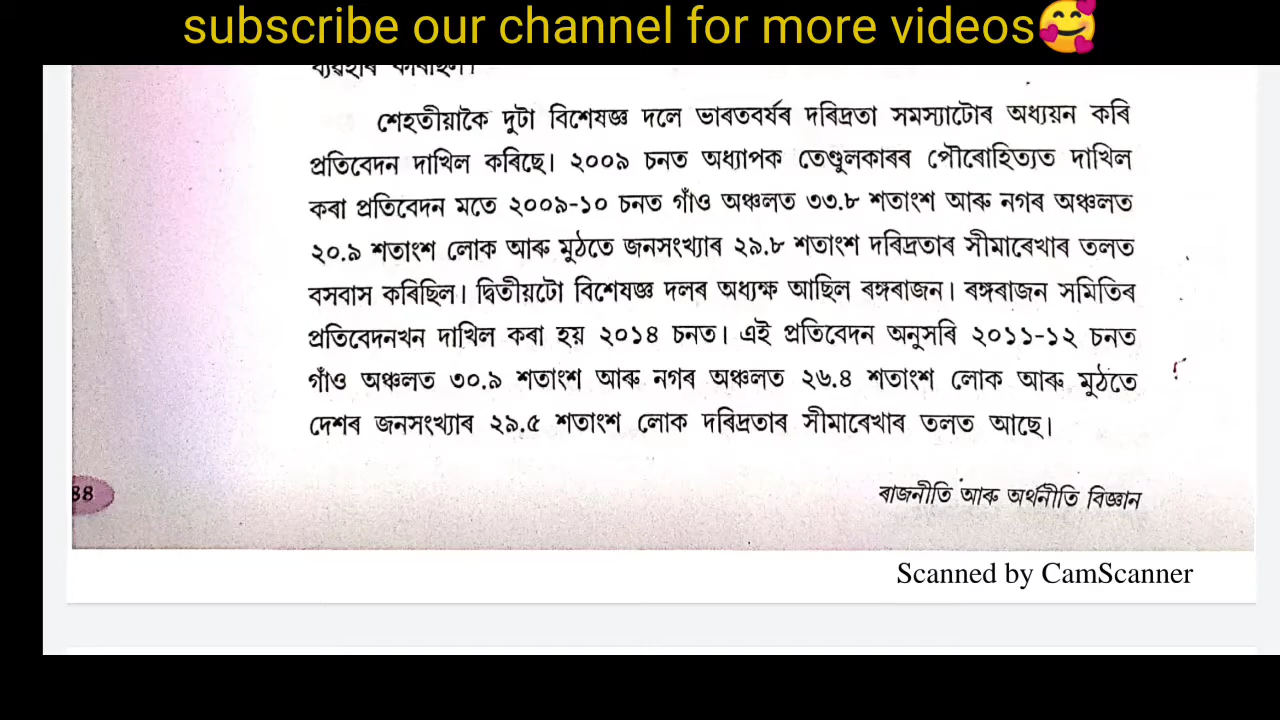 subscribe our channel for more videos🥰
ব্যৱহাৰ কৰিছিল।
শেহতীয়াকৈ দুটা বিশেষজ্ঞ দলে ভাৰতবৰ্ষৰ দৰিদ্ৰতা সমস্যাটোৰ অধ্যয়ন কৰি
প্ৰতিবেদন দাখিল কৰিছে। ২০০৯ চনত অধ্যাপক তেণ্ডুলকাৰৰ পৌৰোহিত্যত দাখিল
কৰা প্ৰতিবেদন মতে ২০০৯-১০ চনত গাঁও অঞ্চলত ৩৩.৮ শতাংশ আৰু নগৰ অঞ্চলত
২০.৯ শতাংশ লোক আৰু মুঠতে জনসংখ্যাৰ ২৯.৮ শতাংশ দৰিদ্ৰতাৰ সীমাৰেখাৰ তলত
বসবাস কৰিছিল। দ্বিতীয়টো বিশেষজ্ঞ দলৰ অধ্যক্ষ আছিল ৰঙ্গৰাজন। ৰঙ্গৰাজন সমিতিৰ
প্ৰতিবেদনখন দাখিল কৰা হয় ২০১৪ চনত। এই প্ৰতিবেদন অনুসৰি ২০১১-১২ চনত
গাঁও অঞ্চলত ৩০.৯ শতাংশ আৰু নগৰ অঞ্চলত ২৬.৪ শতাংশ লোক আৰু মুঠতে
দেশৰ জনসংখ্যাৰ ২৯.৫ শতাংশ লোক দৰিদ্ৰতাৰ সীমাৰেখাৰ তলত আছে।
ৰাজনীতি আৰু অৰ্থনীতি বিজ্ঞান
Scanned by CamScanner